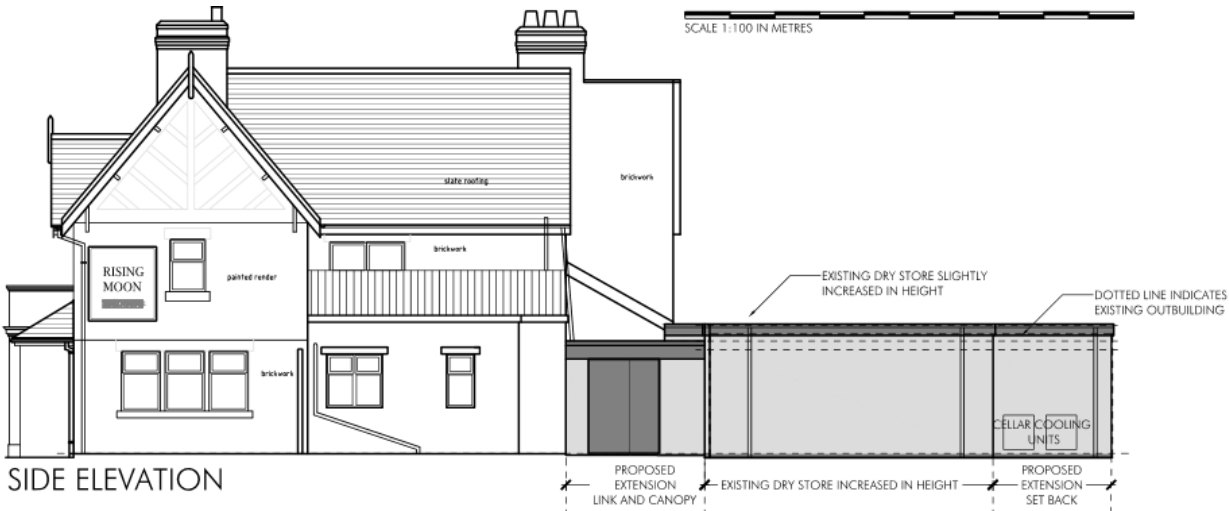 SCALE 1:100 IN METRES
slate roofing
brickwork
brickwork
RISING
MOON
painted render
EXISTING DRY STORE SLIGHTLY
INCREASED IN HEIGHT
DOTTED LINE INDICATES
EXISTING OUTBUILDING
brickwork
CELLAR COOLING
UNITS
SIDE ELEVATION
PROPOSED
EXTENSION
LINK AND CANOPY
EXISTING DRY STORE INCREASED IN HEIGHT
PROPOSED
EXTENSION
SET BACK